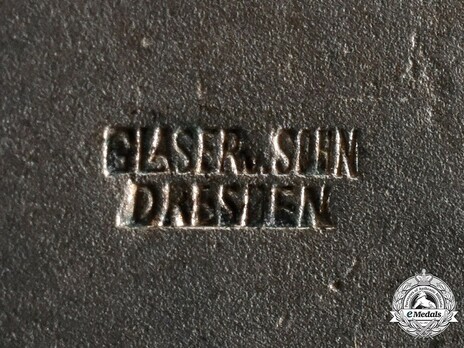 GLASER u. SOHN
DRESDEN
eMedals